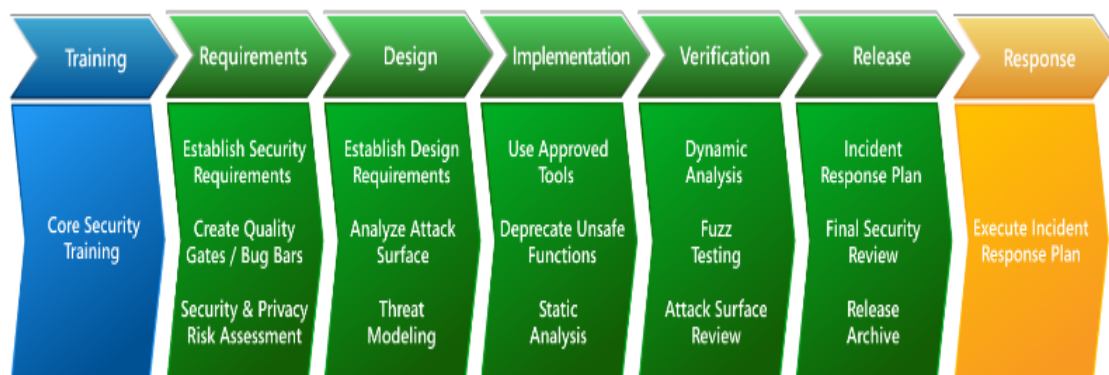 Training
Requirements
Design
Implementation
Verification
Release
Response
Core Security
Training
Establish Security
Requirements
Create Quality
Gates / Bug Bars
Security & Privacy
Risk Assessment
Establish Design
Requirements
Analyze Attack
Surface
Threat
Modeling
Use Approved
Tools
Deprecate Unsafe
Functions
Static
Analysis
Dynamic
Analysis
Fuzz
Testing
Attack Surface
Review
Incident
Response Plan
Final Security
Review
Release
Archive
Execute Incident
Response Plan